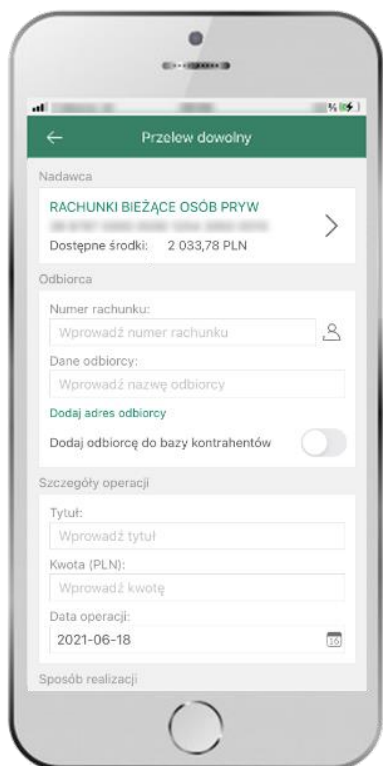 Przelew dowolny
Nadawca
RACHUNKI BIEŻĄCE OSÓB PRYW
Dostępne środki: 2 033,78 PLN
Odbiorca
Numer rachunku:
Wprowadź numer rachunku
Dane odbiorcy:
Wprowadź nazwę odbiorcy
Dodaj adres odbiorcy
Dodaj odbiorcę do bazy kontrahentów
Szczegóły operacji
Tytuł:
Wprowadź tytuł
Kwota (PLN):
Wprowadź kwotę
Data operacji:
2021-06-18
Sposób realizacji